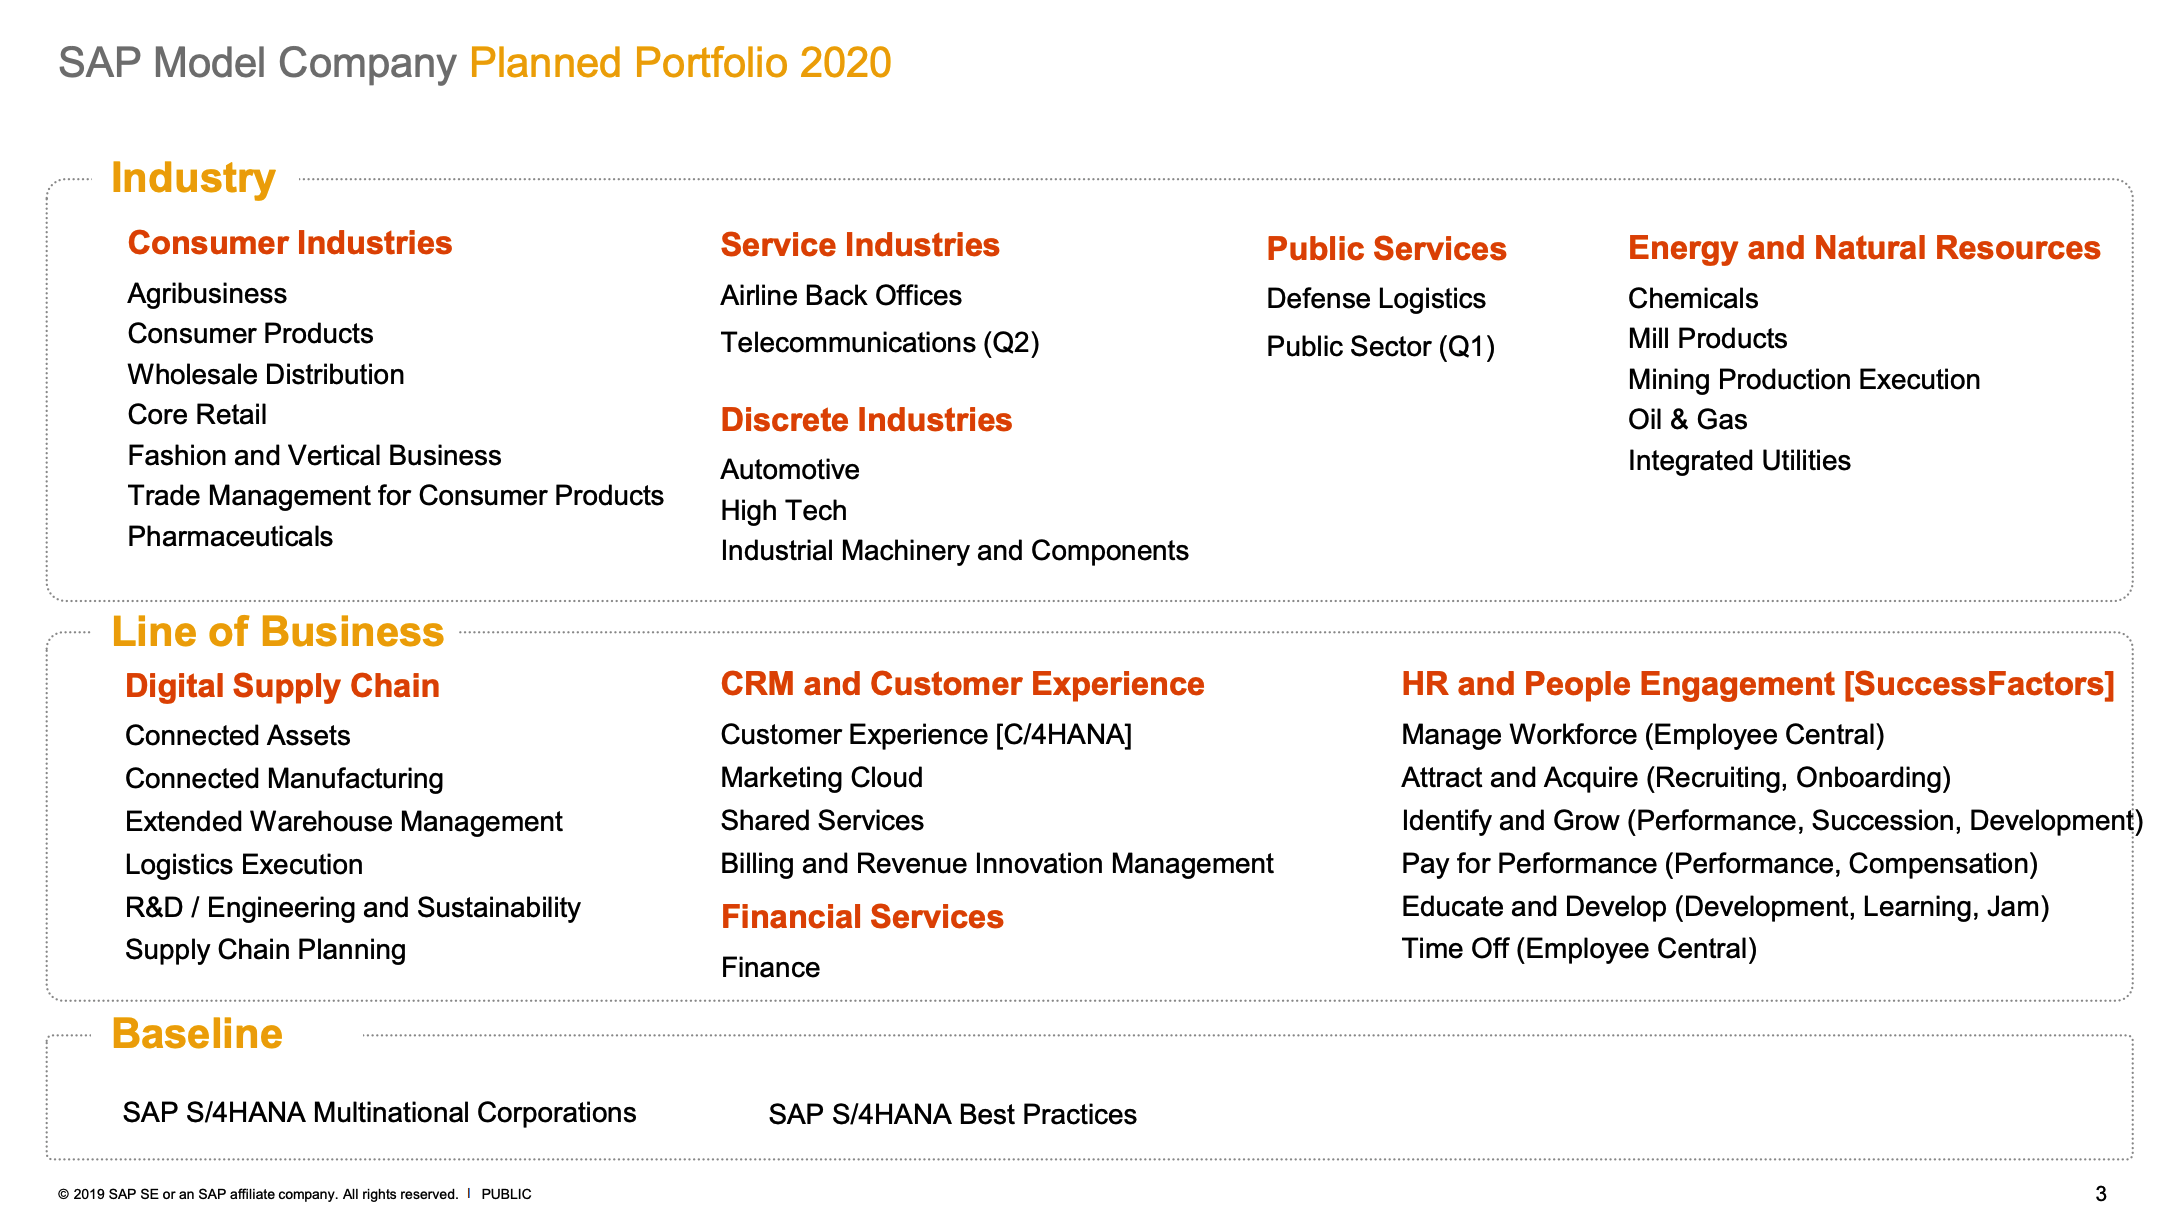 SAP Model Company Planned Portfolio 2020
Industry
Consumer Industries
Agribusiness
Consumer Products
Wholesale Distribution
Core Retail
Fashion and Vertical Business
Trade Management for Consumer Products
Pharmaceuticals
Service Industries
Airline Back Offices
Telecommunications (Q2)
Discrete Industries
Automotive
High Tech
Industrial Machinery and Components
Public Services
Defense Logistics
Public Sector (Q1)
Energy and Natural Resources
Chemicals
Mill Products
Mining Production Execution
Oil & Gas
Integrated Utilities
Line of Business
Digital Supply Chain
Connected Assets
Connected Manufacturing
Extended Warehouse Management
Logistics Execution
R&D / Engineering and Sustainability
Supply Chain Planning
CRM and Customer Experience
Customer Experience [C/4HANA]
Marketing Cloud
Shared Services
Billing and Revenue Innovation Management
Financial Services
Finance
HR and People Engagement [SuccessFactors]
Manage Workforce (Employee Central)
Attract and Acquire (Recruiting, Onboarding)
Identify and Grow (Performance, Succession, Development)
Pay for Performance (Performance, Compensation)
Educate and Develop (Development, Learning, Jam)
Time Off (Employee Central)
Baseline
SAP S/4HANA Multinational Corporations
SAP S/4HANA Best Practices
© 2019 SAP SE or an SAP affiliate company. All rights reserved. | PUBLIC
3